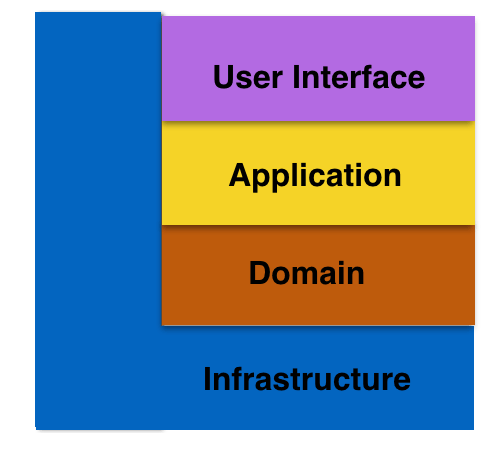 User Interface
Application
Domain
Infrastructure